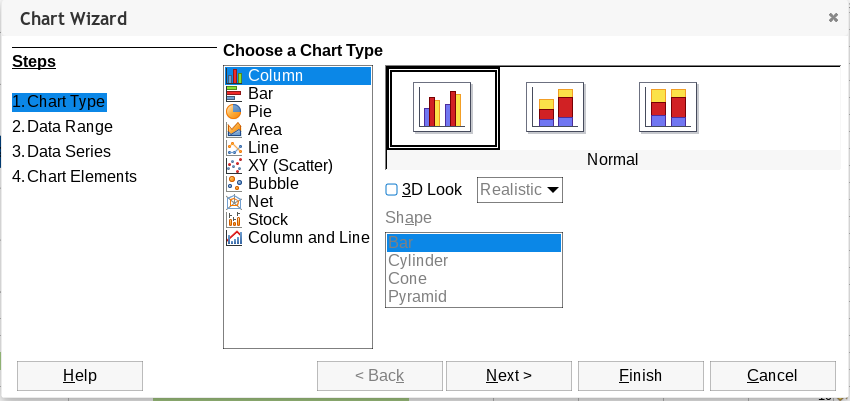 Chart Wizard
Steps
1. Chart Type
2. Data Range
3. Data Series
4. Chart Elements
Choose a Chart Type
Column
Bar
Pie
Area
Line
XY (Scatter)
Bubble
Net
Stock
Column and Line
Normal
3D Look
Realistic
Shape
Bar
Cylinder
Cone
Pyramid
Help
< Back
Next >
Finish
Cancel